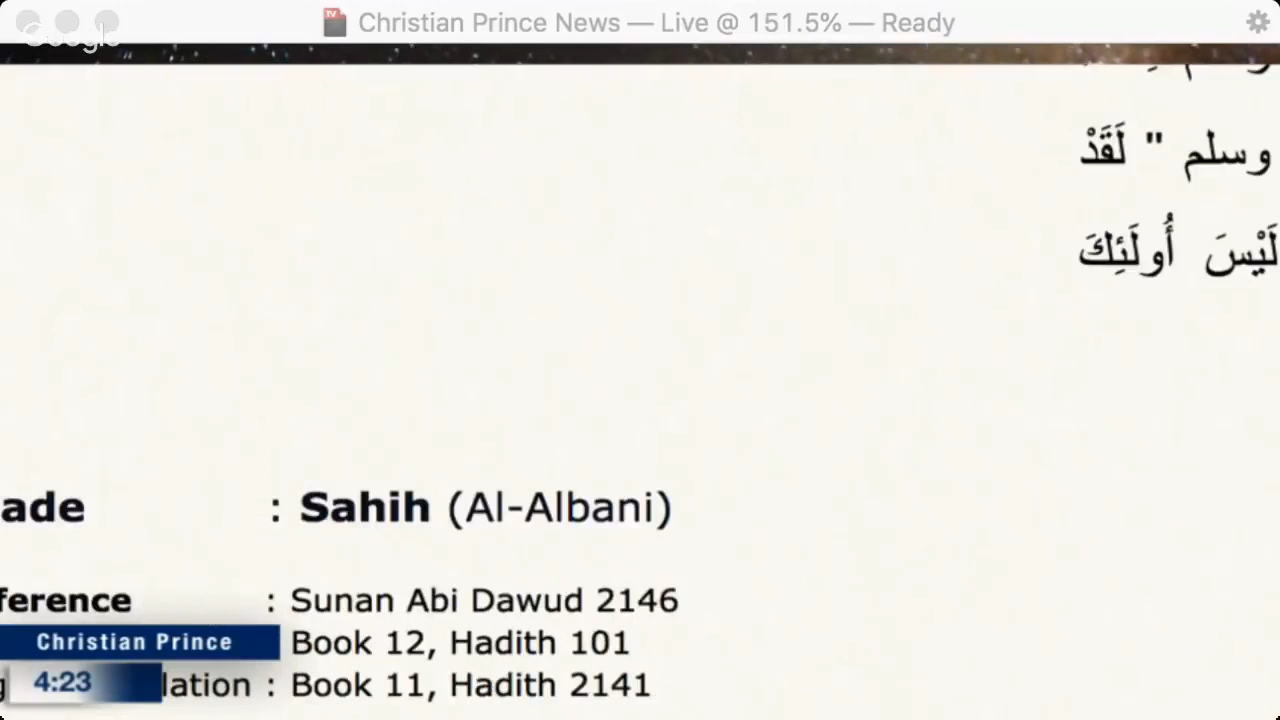 Christian Prince News — Live @ 151.5% — Ready
Google
وسلم " لَقَدْ
لَيْسَ أُولَئِكَ
ade : Sahih (Al-Albani)
ference : Sunan Abi Dawud 2146
Christian Prince Book 12, Hadith 101
4:23 lation : Book 11, Hadith 2141